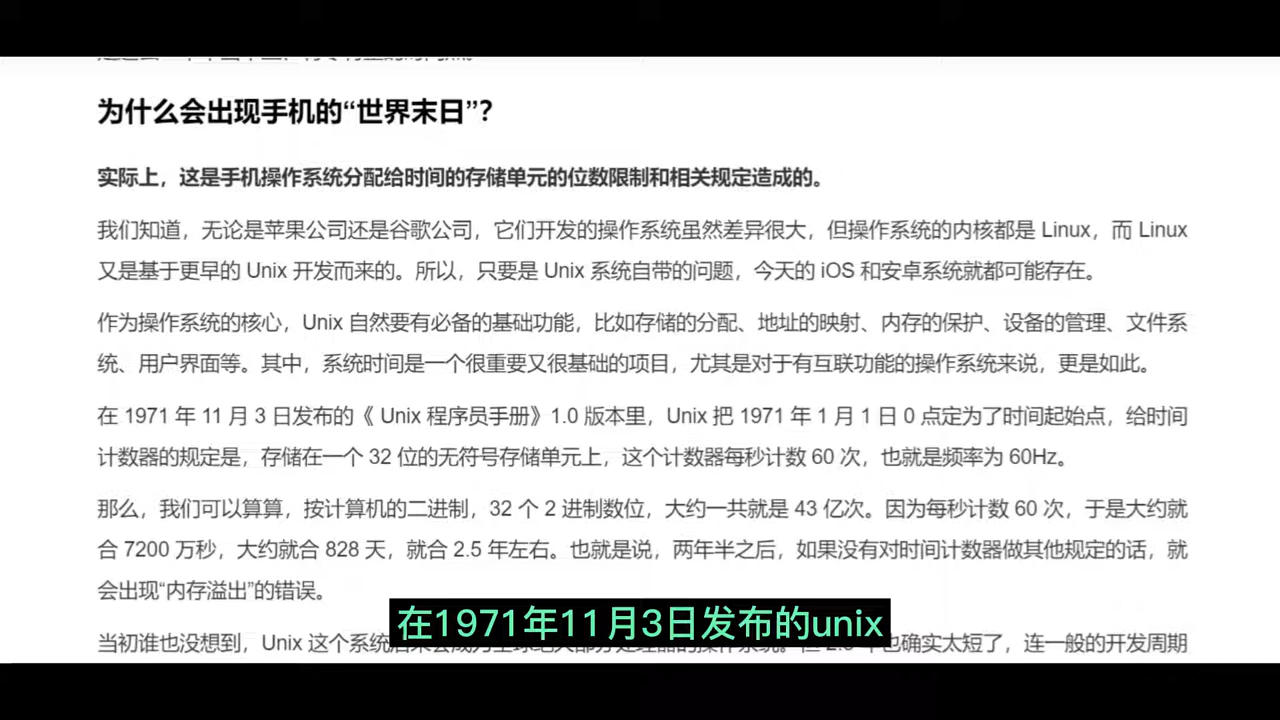 为什么会出现手机的“世界末日”？
实际上，这是手机操作系统分配给时间的存储单元的位数限制和相关规定造成的。
我们知道，无论是苹果公司还是谷歌公司，它们开发的操作系统虽然差异很大，但操作系统的内核都是 Linux，而 Linux
又是基于更早的 Unix 开发而来的。所以，只要是 Unix 系统自带的问题，今天的 iOS 和安卓系统就都可能存在。
作为操作系统的核心，Unix 自然要有必备的基础功能，比如存储的分配、地址的映射、内存的保护、设备的管理、文件系
统、用户界面等。其中，系统时间是一个很重要又很基础的项目，尤其是对于有互联功能的操作系统来说，更是如此。
在 1971 年 11 月 3 日发布的《 Unix 程序员手册》1.0 版本里，Unix 把 1971 年 1 月 1 日 0 点定为了时间起始点，给时间
计数器的规定是，存储在一个 32 位的无符号存储单元上，这个计数器每秒计数 60 次，也就是频率为 60Hz。
那么，我们可以算算，按计算机的二进制，32 个 2 进制数位，大约一共就是 43 亿次。因为每秒计数 60 次，于是大约就
合 7200 万秒，大约就合 828 天，就合 2.5 年左右。也就是说，两年半之后，如果没有对时间计数器做其他规定的话，就
会出现“内存溢出”的错误。
在1971年11月3日发布的unix
当初谁也没想到，Unix 这个系统 也确实太短了，连一般的开发周期